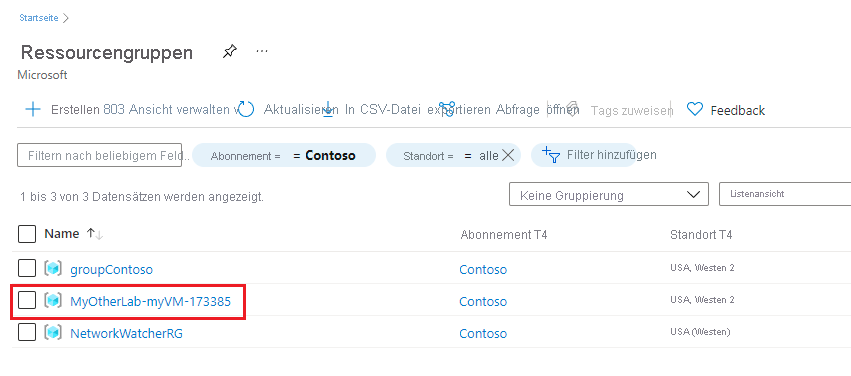 Startseite
Ressourcengruppen
Microsoft
Erstellen 803 Ansicht verwalten v Aktualisieren In CSV-Datei exportieren Abfrage öffnen Tags zuweisen Feedback
Filtern nach beliebigem Feld.. Abonnement = = Contoso Standort = = alle Filter hinzufügen
1 bis 3 von 3 Datensätzen werden angezeigt. Keine Gruppierung Listenansicht
Name Abonnement T4 Standort T4
groupContoso Contoso USA, Westen 2
MyOtherLab-myVM-173385 Contoso USA, Westen 2
NetworkWatcherRG Contoso USA (Westen)